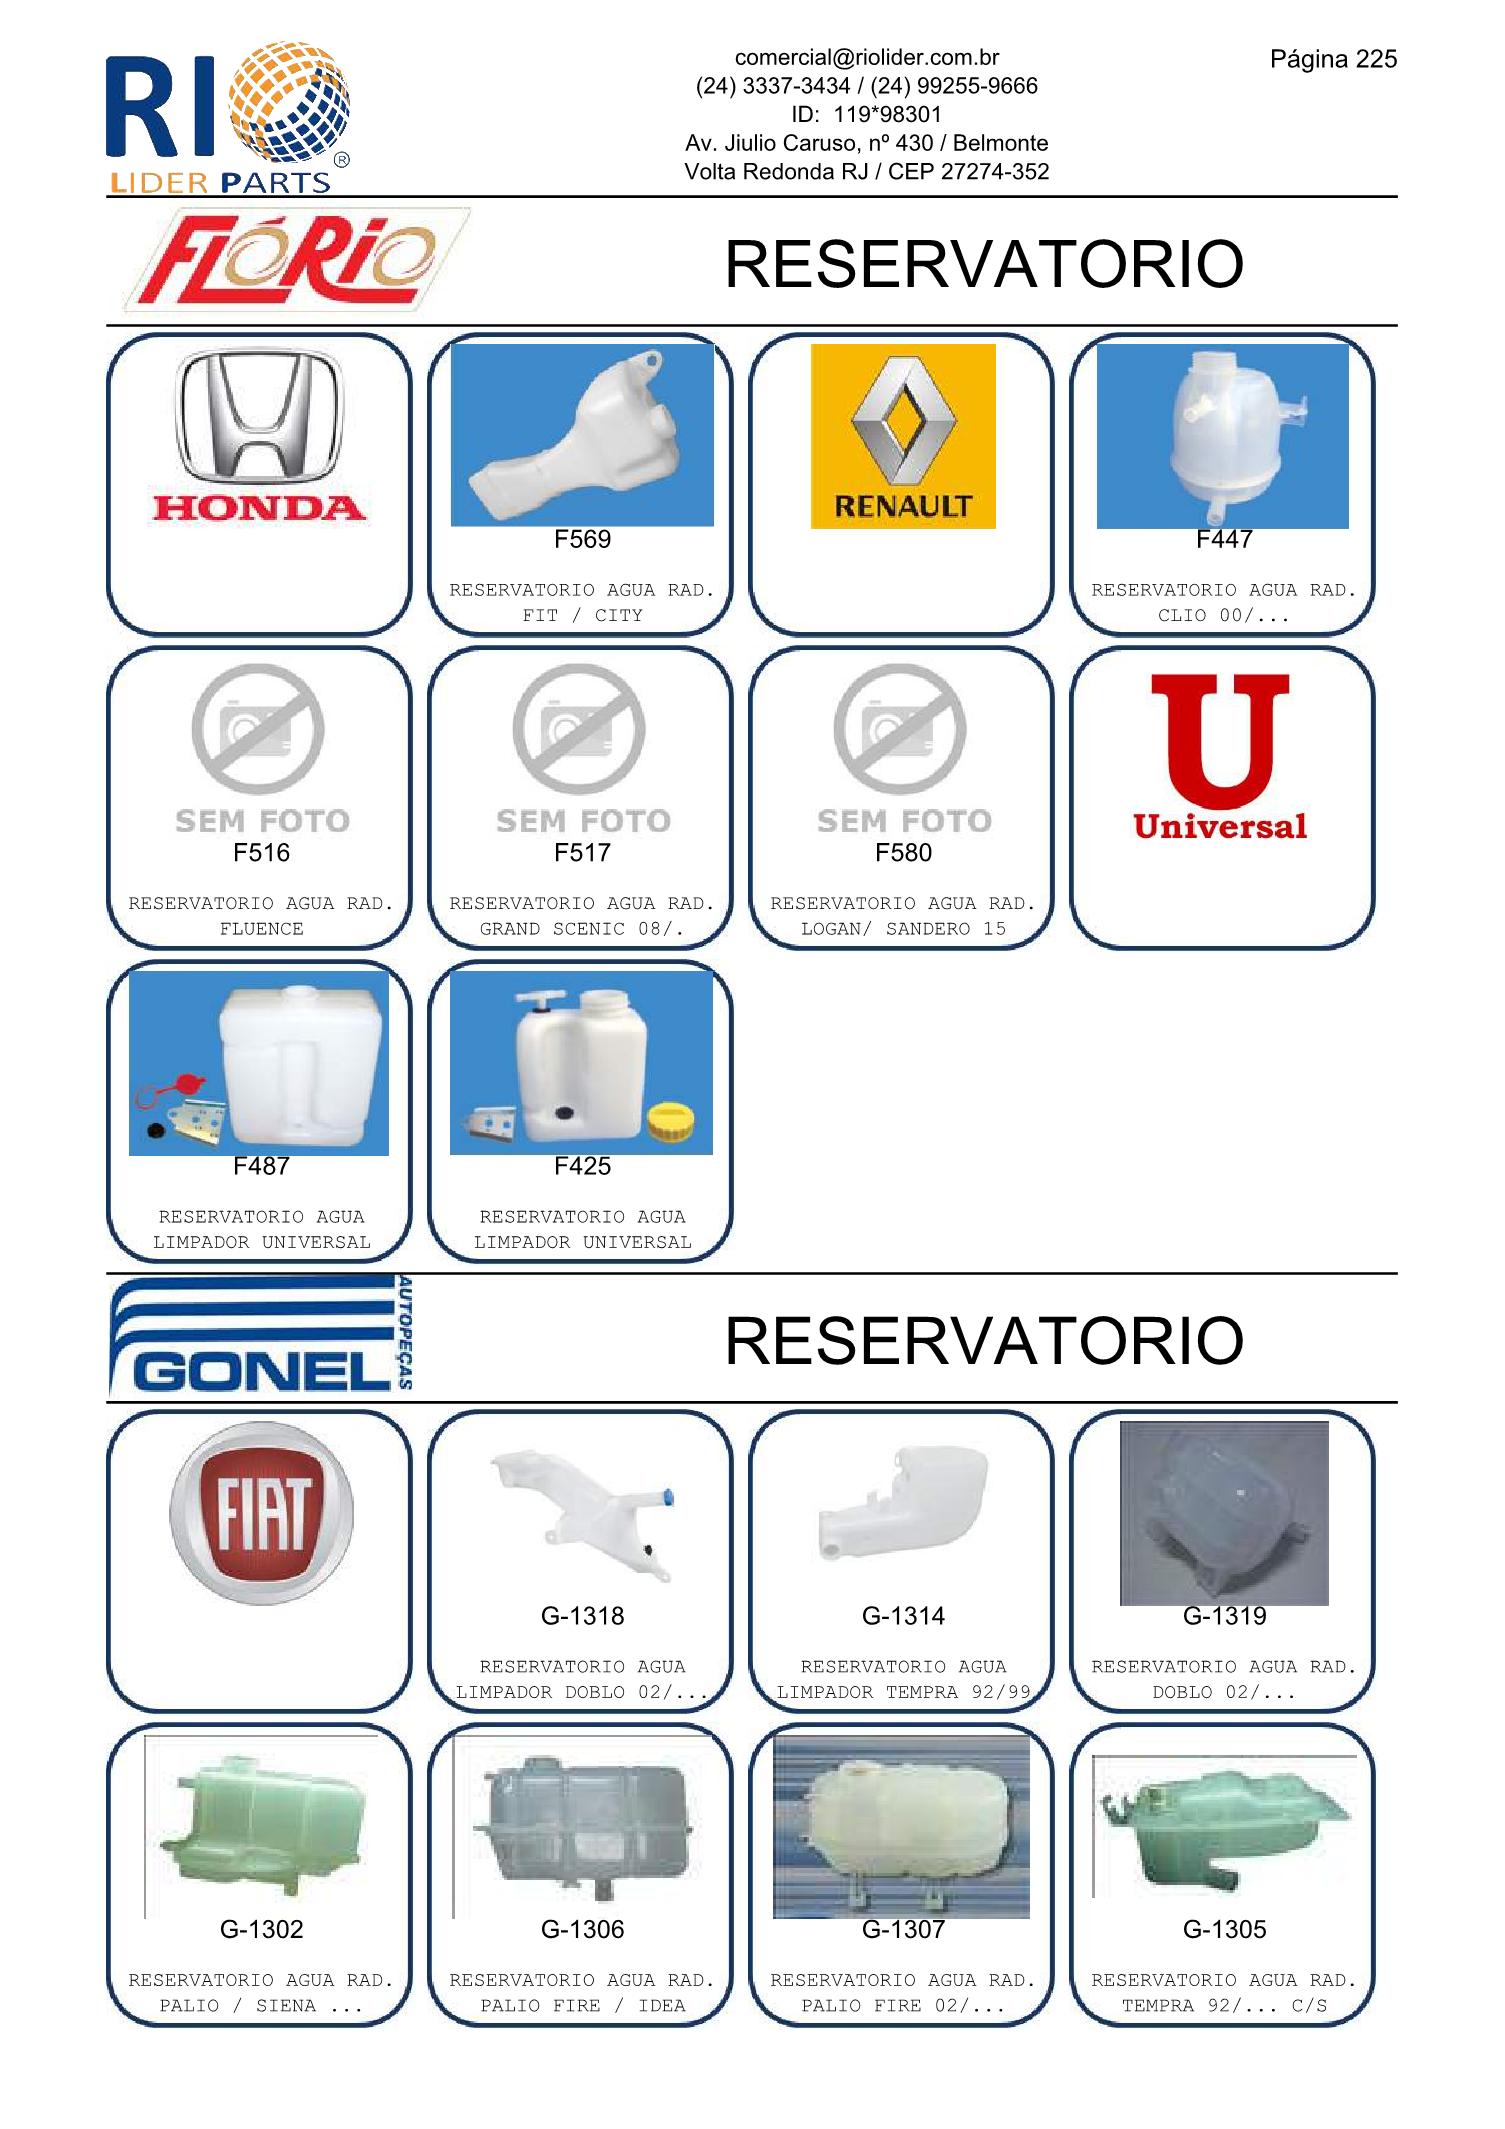 RIO
LIDER PARTS
®
comercial@riolider.com.br
(24) 3337-3434 / (24) 99255-9666
ID:  119*98301
Av. Jiulio Caruso, nº 430 / Belmonte
Volta Redonda RJ / CEP 27274-352
Página 225
FLÓRiO
RESERVATORIO
HONDA
F569
RESERVATORIO AGUA RAD.
FIT / CITY
RENAULT
F447
RESERVATORIO AGUA RAD.
CLIO 00/...
SEM FOTO
F516
RESERVATORIO AGUA RAD.
FLUENCE
SEM FOTO
F517
RESERVATORIO AGUA RAD.
GRAND SCENIC 08/.
SEM FOTO
F580
RESERVATORIO AGUA RAD.
LOGAN/ SANDERO 15
U
Universal
F487
RESERVATORIO AGUA
LIMPADOR UNIVERSAL
F425
RESERVATORIO AGUA
LIMPADOR UNIVERSAL
GONEL
AUTOPEÇAS
RESERVATORIO
FIAT
G-1318
RESERVATORIO AGUA
LIMPADOR DOBLO 02/...
G-1314
RESERVATORIO AGUA
LIMPADOR TEMPRA 92/99
G-1319
RESERVATORIO AGUA RAD.
DOBLO 02/...
G-1302
RESERVATORIO AGUA RAD.
PALIO / SIENA ...
G-1306
RESERVATORIO AGUA RAD.
PALIO FIRE / IDEA
G-1307
RESERVATORIO AGUA RAD.
PALIO FIRE 02/...
G-1305
RESERVATORIO AGUA RAD.
TEMPRA 92/... C/S